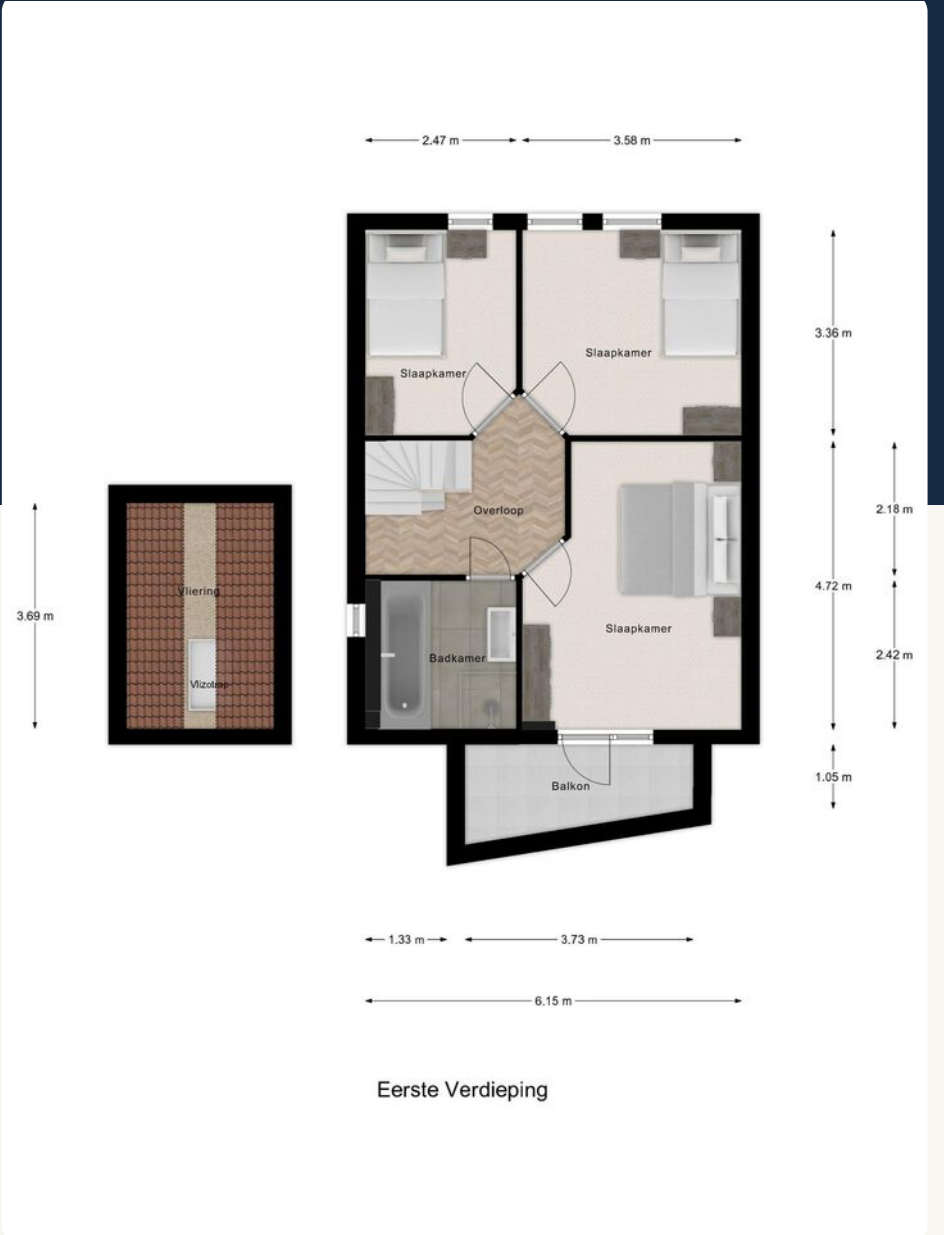 2.47 m
3.58 m
3.36 m
Slaapkamer
Slaapkamer
Overloop
2.18 m
4.72 m
Vliering
3.69 m
Slaapkamer
Badkamer
2.42 m
Vlizotrap
Balkon
1.05 m
1.33 m
3.73 m
6.15 m
Eerste Verdieping